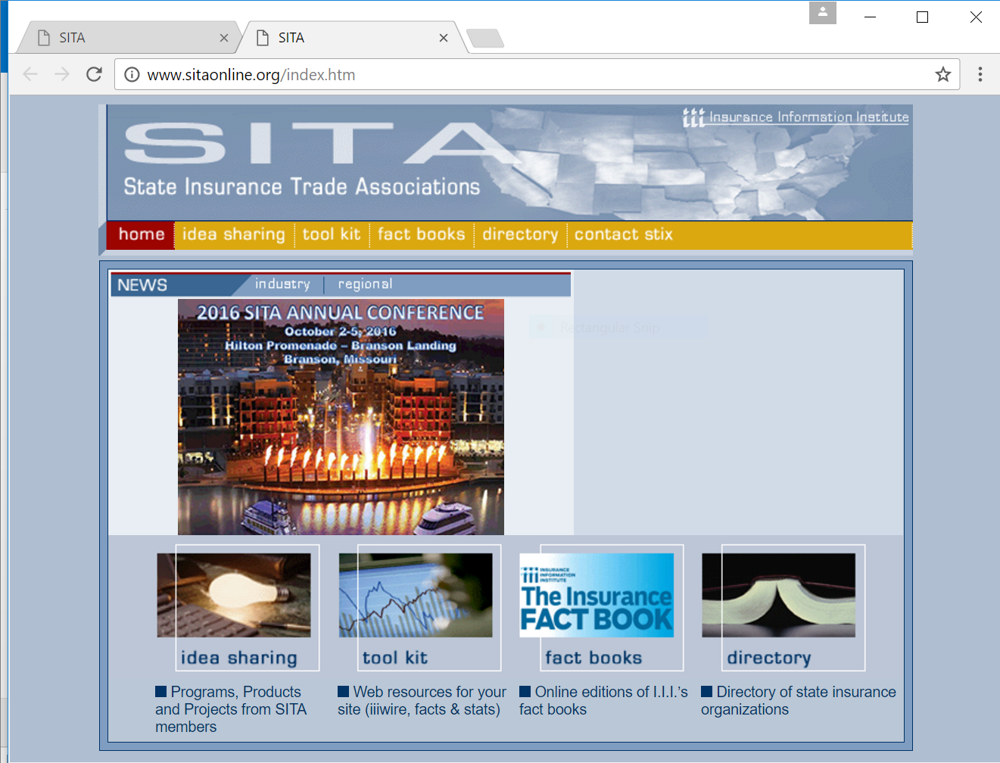 SITA
SITA
www.sitaonline.org/index.htm
Insurance Information Institute
SITA
State Insurance Trade Associations
home
idea sharing
tool kit
fact books
directory
contact stix
NEWS
industry
regional
2016 SITA ANNUAL CONFERENCE
October 2-5, 2016
Hilton Promenade – Branson Landing
Branson, Missouri
Rectangular Snip
INSURANCE
INFORMATION
INSTITUTE
The Insurance
FACT BOOK
idea sharing
tool kit
fact books
directory
Programs, Products
and Projects from SITA
members
Web resources for your
site (iiiwire, facts & stats)
Online editions of I.I.I.'s
fact books
Directory of state insurance
organizations